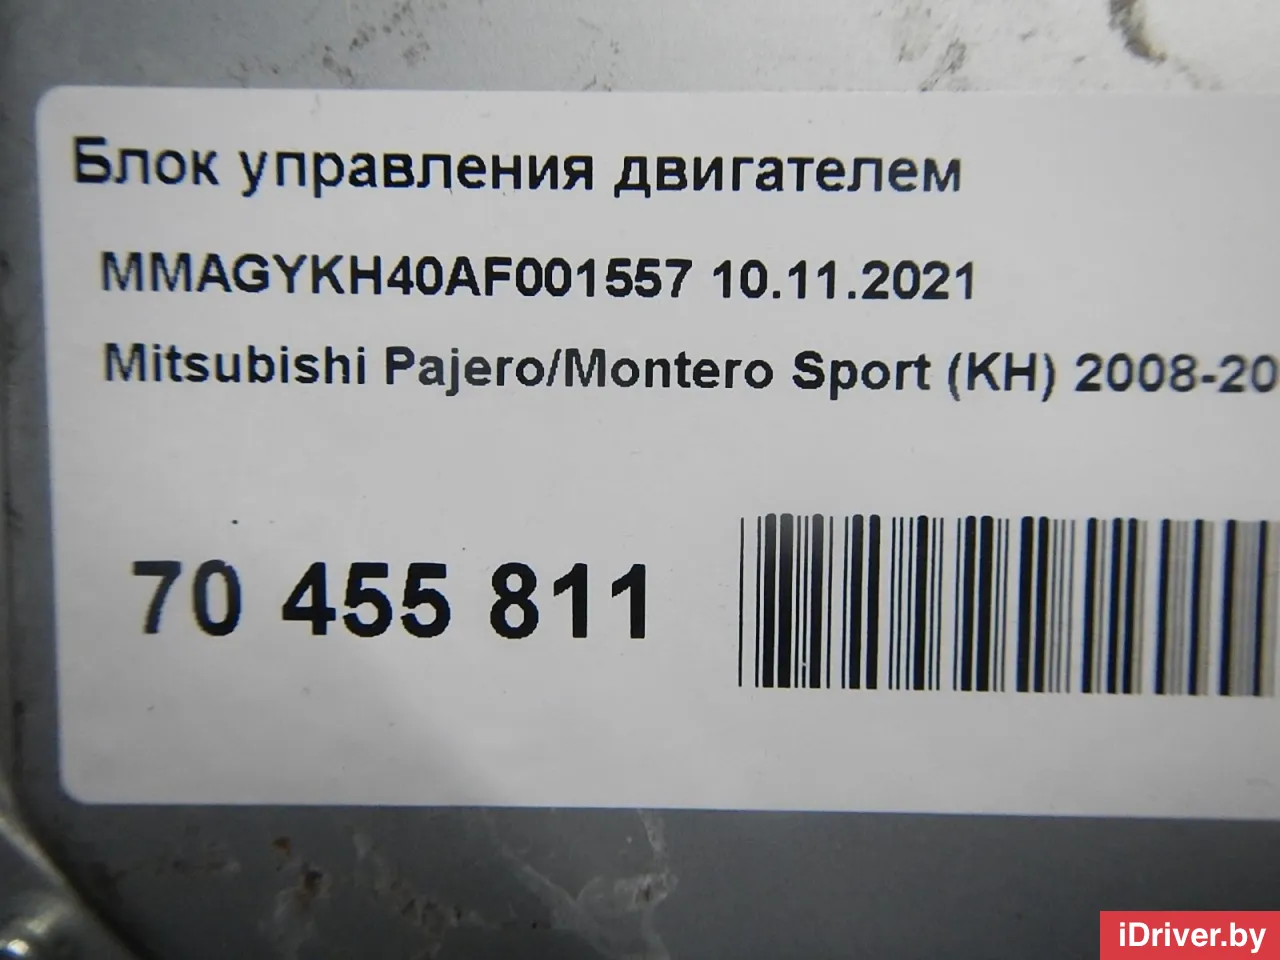 Блок управления двигателем
MMAGYKH40AF001557 10.11.2021
Mitsubishi Pajero/Montero Sport (KH) 2008-20
70 455 811
iDriver.by